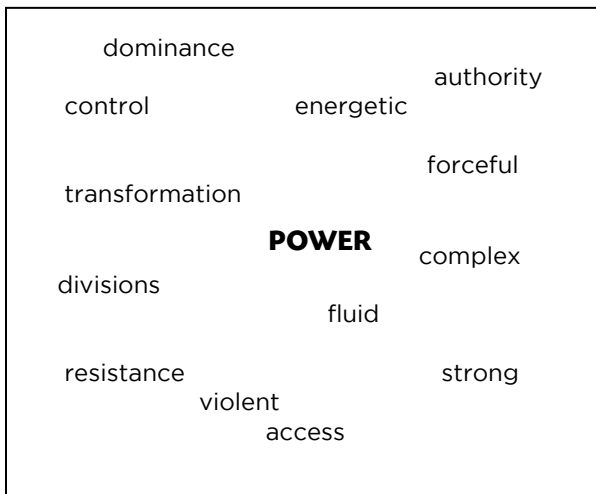 dominance
authority
control energetic
forceful
transformation
POWER
complex
divisions
fluid
resistance strong
violent
access